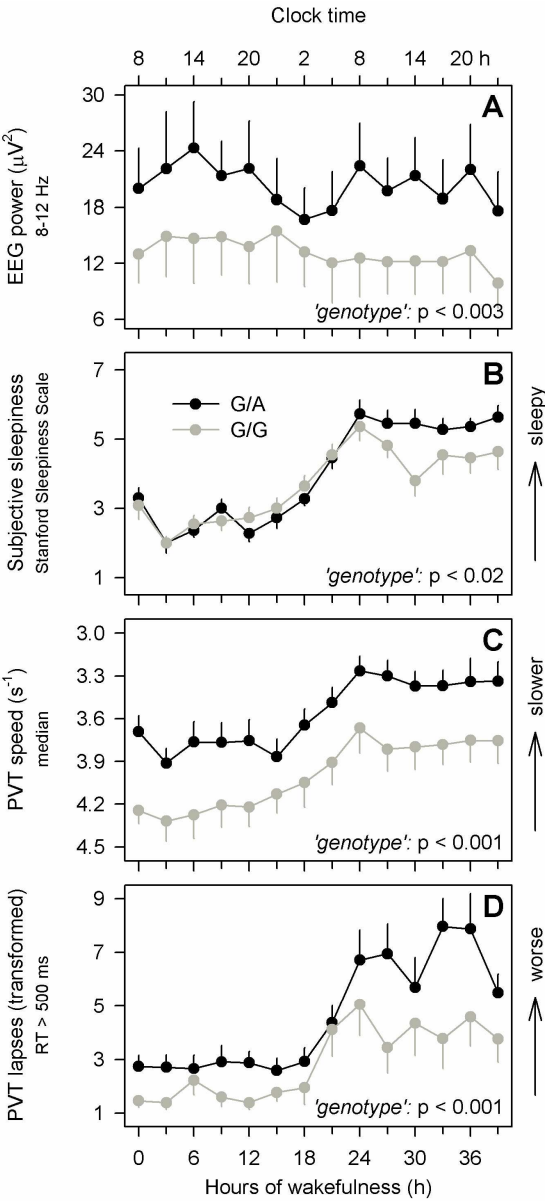 Clock time
8 14 20 2 8 14 20 h
A
30
24
18
12
6
EEG power (μV²)
8-12 Hz
'genotype': p < 0.003
B
7
5
3
1
Subjective sleepiness
Stanford Sleepiness Scale
G/A
G/G
sleepy
'genotype': p < 0.02
C
3.0
3.3
3.6
3.9
4.2
4.5
PVT speed (s⁻¹)
median
slower
'genotype': p < 0.001
D
9
7
5
3
1
PVT lapses (transformed)
RT > 500 ms
worse
'genotype': p < 0.001
0 6 12 18 24 30 36
Hours of wakefulness (h)